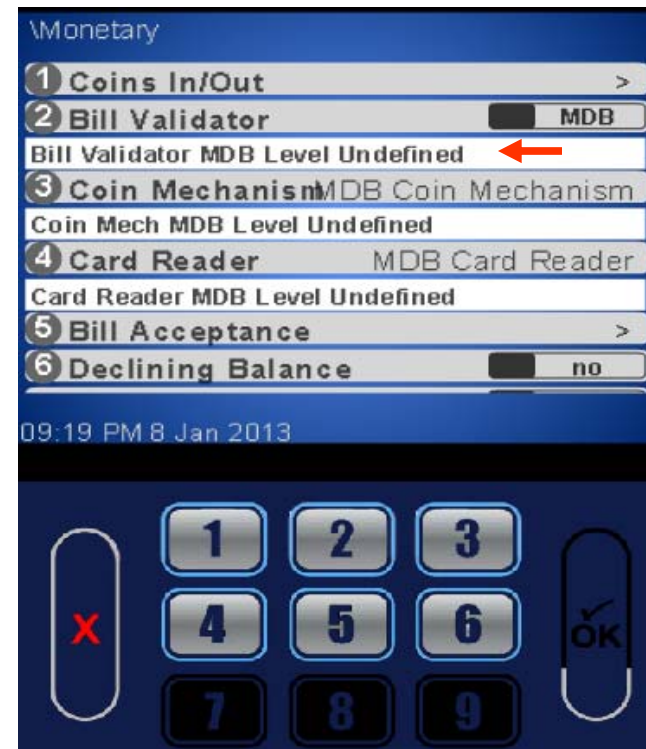 \Monetary
1 Coins In/Out >
2 Bill Validator MDB
Bill Validator MDB Level Undefined
3 Coin Mechanism MDB Coin Mechanism
Coin Mech MDB Level Undefined
4 Card Reader MDB Card Reader
Card Reader MDB Level Undefined
5 Bill Acceptance >
6 Declining Balance no
09:19 PM 8 Jan 2013
1 2 3
X 4 5 6 OK
7 8 9